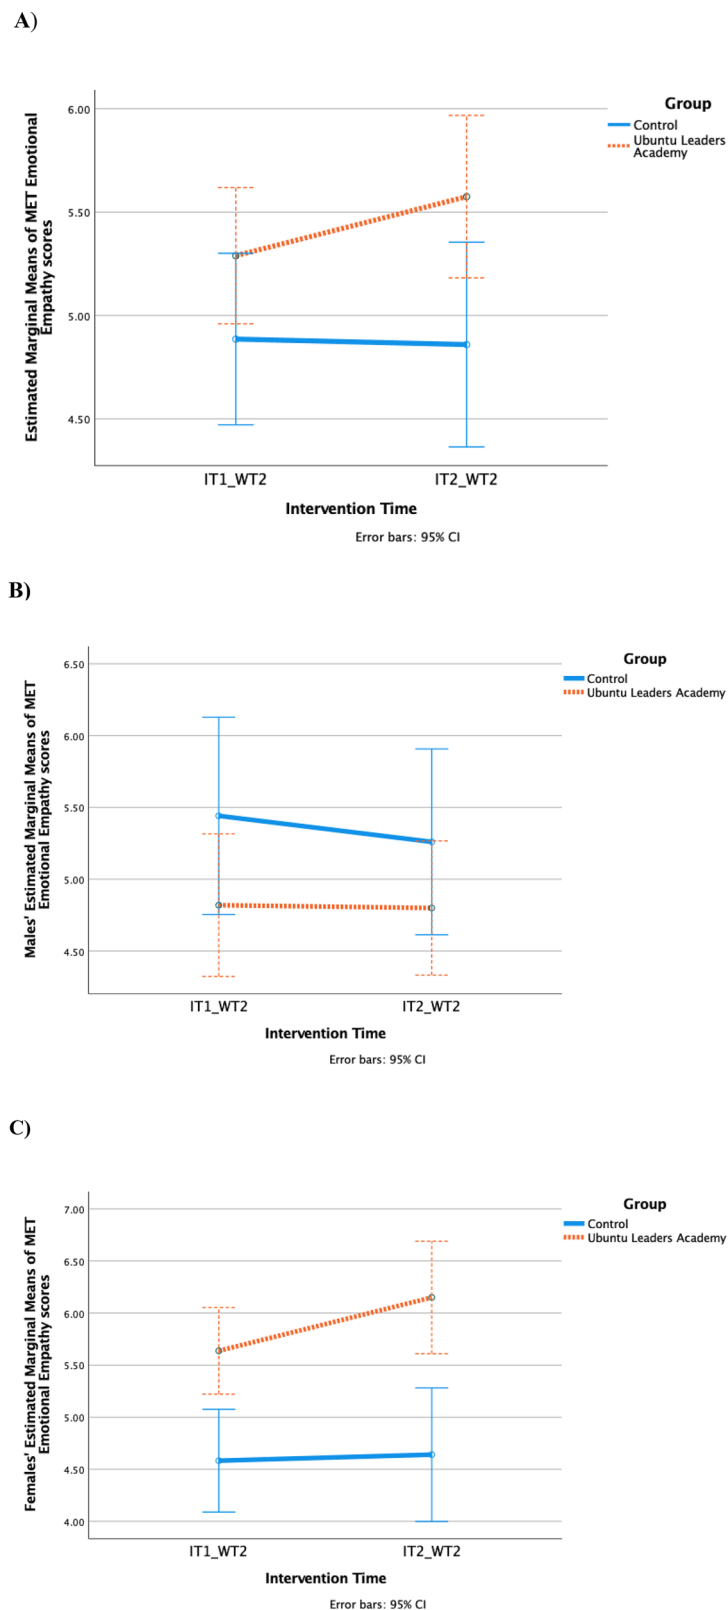 A)
Estimated Marginal Means of MET Emotional
Empathy scores
6.00
5.50
5.00
4.50
IT1_WT2
IT2_WT2
Intervention Time
Error bars: 95% CI
Group
Control
Ubuntu Leaders
Academy
B)
Males' Estimated Marginal Means of MET
Emotional Empathy scores
6.50
6.00
5.50
5.00
4.50
IT1_WT2
IT2_WT2
Intervention Time
Error bars: 95% CI
Group
Control
Ubuntu Leaders Academy
C)
Females' Estimated Marginal Means of MET
Emotional Empathy scores
7.00
6.50
6.00
5.50
5.00
4.50
4.00
IT1_WT2
IT2_WT2
Intervention Time
Error bars: 95% CI
Group
Control
Ubuntu Leaders Academy